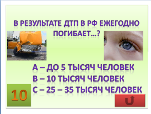 В РЕЗУЛЬТАТЕ ДТП В РФ ЕЖЕГОДНО
ПОГИБАЕТ...?
А – ДО 5 ТЫСЯЧ ЧЕЛОВЕК
В – 10 ТЫСЯЧ ЧЕЛОВЕК
С – 25 – 35 ТЫСЯЧ ЧЕЛОВЕК
10